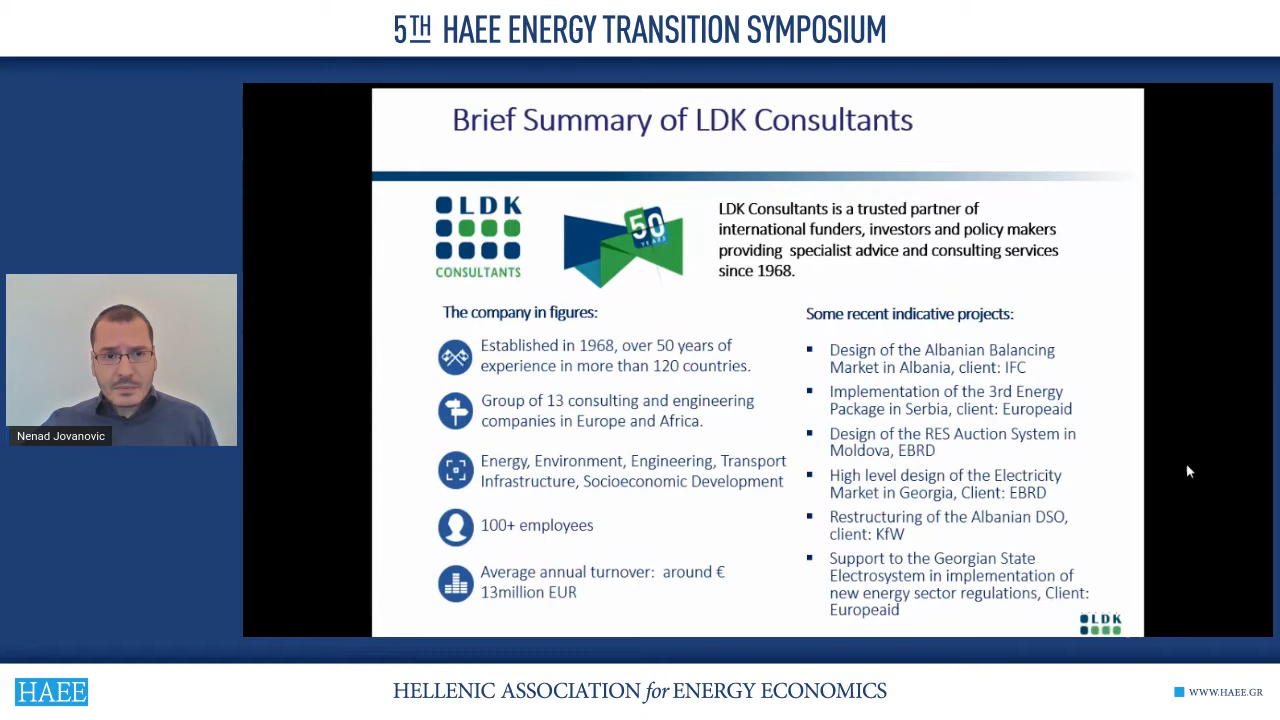 5TH HAEE ENERGY TRANSITION SYMPOSIUM
Brief Summary of LDK Consultants
LDK
CONSULTANTS
50
YEARS
LDK Consultants is a trusted partner of
international funders, investors and policy makers
providing specialist advice and consulting services
since 1968.
The company in figures:
Established in 1968, over 50 years of
experience in more than 120 countries.
Group of 13 consulting and engineering
companies in Europe and Africa.
Energy, Environment, Engineering, Transport
Infrastructure, Socioeconomic Development
100+ employees
Average annual turnover: around €
13million EUR
Some recent indicative projects:
Design of the Albanian Balancing
Market in Albania, client: IFC
Implementation of the 3rd Energy
Package in Serbia, client: Europeaid
Design of the RES Auction System in
Moldova, EBRD
High level design of the Electricity
Market in Georgia, Client: EBRD
Restructuring of the Albanian DSO,
client: KfW
Support to the Georgian State
Electrosystem in implementation of
new energy sector regulations, Client:
Europeaid
LDK
Nenad Jovanovic
HAEE
HELLENIC ASSOCIATION for ENERGY ECONOMICS
WWW.HAEE.GR